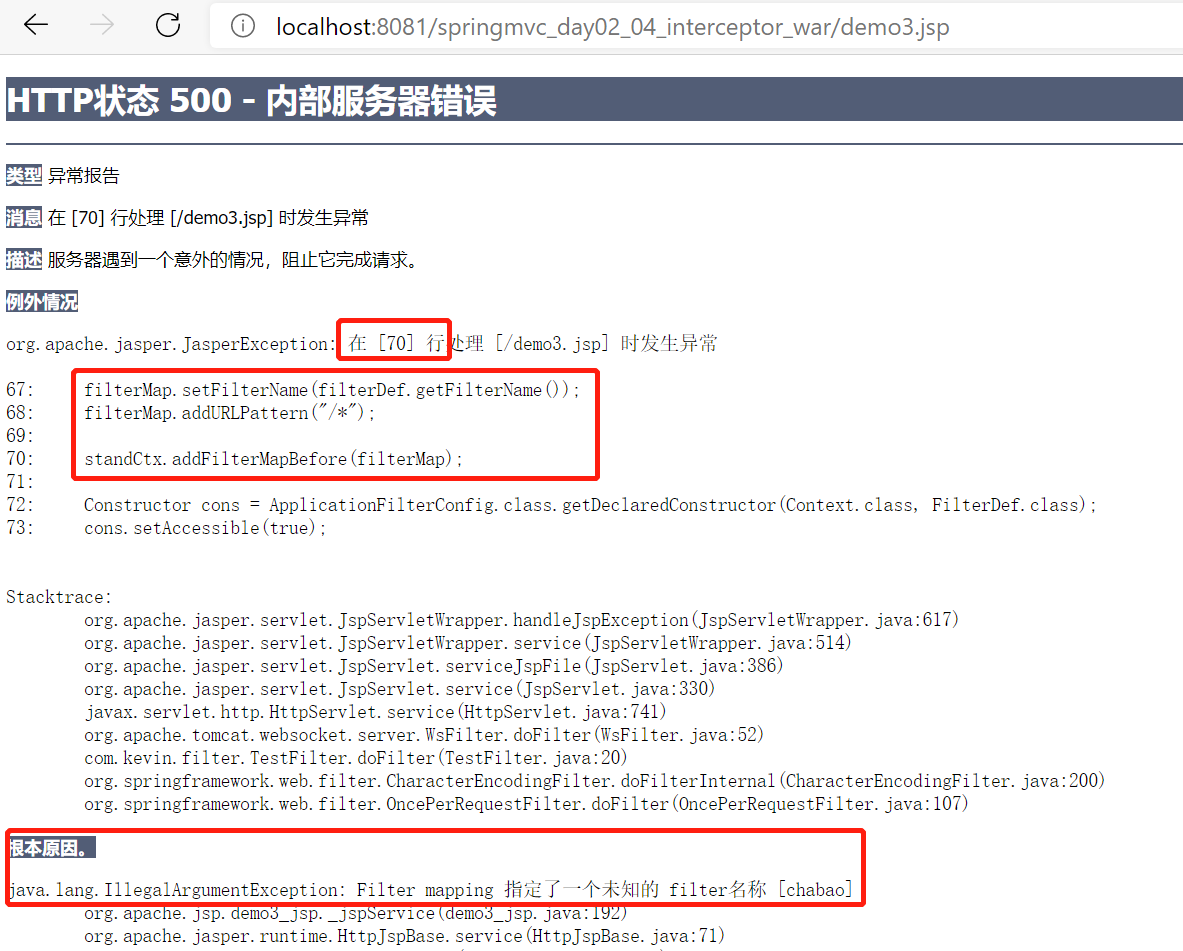 localhost:8081/springmvc_day02_04_interceptor_war/demo3.jsp
HTTP状态 500 - 内部服务器错误
类型 异常报告
消息 在 [70] 行处理 [/demo3.jsp] 时发生异常
描述 服务器遇到一个意外的情况，阻止它完成请求。
例外情况
org.apache.jasper.JasperException: 在 [70] 行处理 [/demo3.jsp] 时发生异常
67: filterMap.setFilterName(filterDef.getFilterName());
68: filterMap.addURLPattern("/*");
69:
70: standCtx.addFilterMapBefore(filterMap);
71:
72: Constructor cons = ApplicationFilterConfig.class.getDeclaredConstructor(Context.class, FilterDef.class);
73: cons.setAccessible(true);
Stacktrace:
org.apache.jasper.servlet.JspServletWrapper.handleJspException(JspServletWrapper.java:617)
org.apache.jasper.servlet.JspServletWrapper.service(JspServletWrapper.java:514)
org.apache.jasper.servlet.JspServlet.serviceJspFile(JspServlet.java:386)
org.apache.jasper.servlet.JspServlet.service(JspServlet.java:330)
javax.servlet.http.HttpServlet.service(HttpServlet.java:741)
org.apache.tomcat.websocket.server.WsFilter.doFilter(WsFilter.java:52)
com.kevin.filter.TestFilter.doFilter(TestFilter.java:20)
org.springframework.web.filter.CharacterEncodingFilter.doFilterInternal(CharacterEncodingFilter.java:200)
org.springframework.web.filter.OncePerRequestFilter.doFilter(OncePerRequestFilter.java:107)
根本原因。
java.lang.IllegalArgumentException: Filter mapping 指定了一个未知的 filter名称 [chabao]
org.apache.jsp.demo3_jsp._jspService(demo3_jsp.java:192)
org.apache.jasper.runtime.HttpJspBase.service(HttpJspBase.java:71)